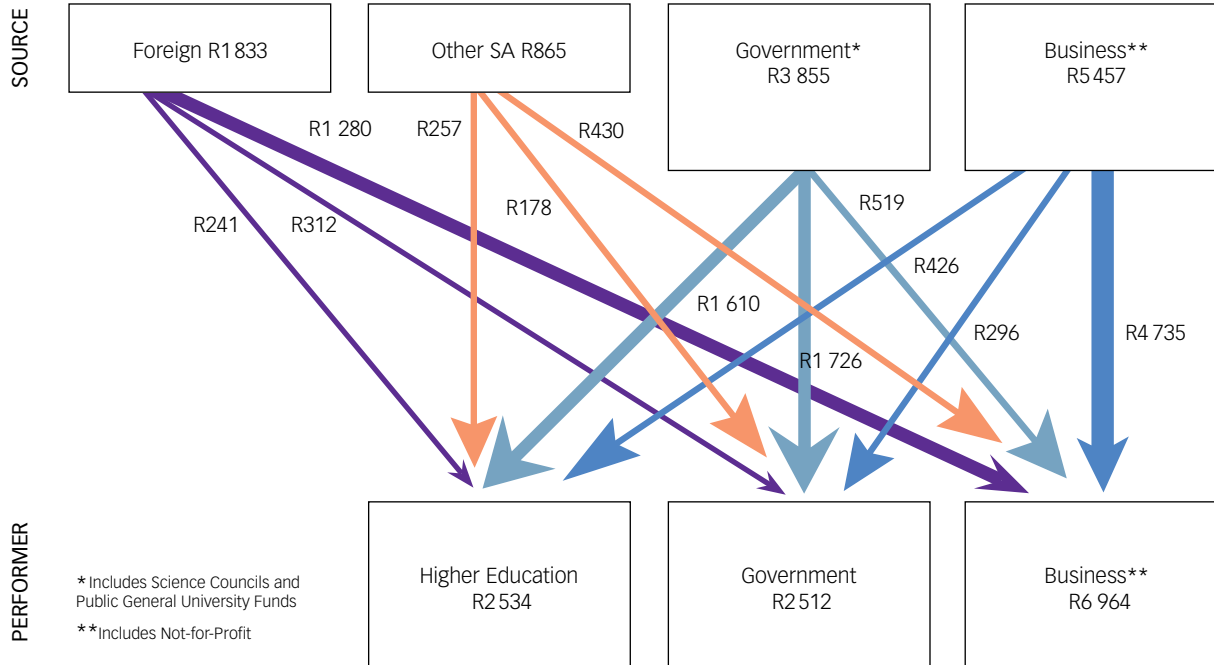 SOURCE
Foreign R1 833
Other SA R865
Government*
R3 855
Business**
R5 457
R1 280
R257
R430
R241
R312
R178
R519
R426
R1 610
R1 726
R296
R4 735
PERFORMER
Higher Education
R2 534
Government
R2 512
Business**
R6 964
* Includes Science Councils and
Public General University Funds
**Includes Not-for-Profit